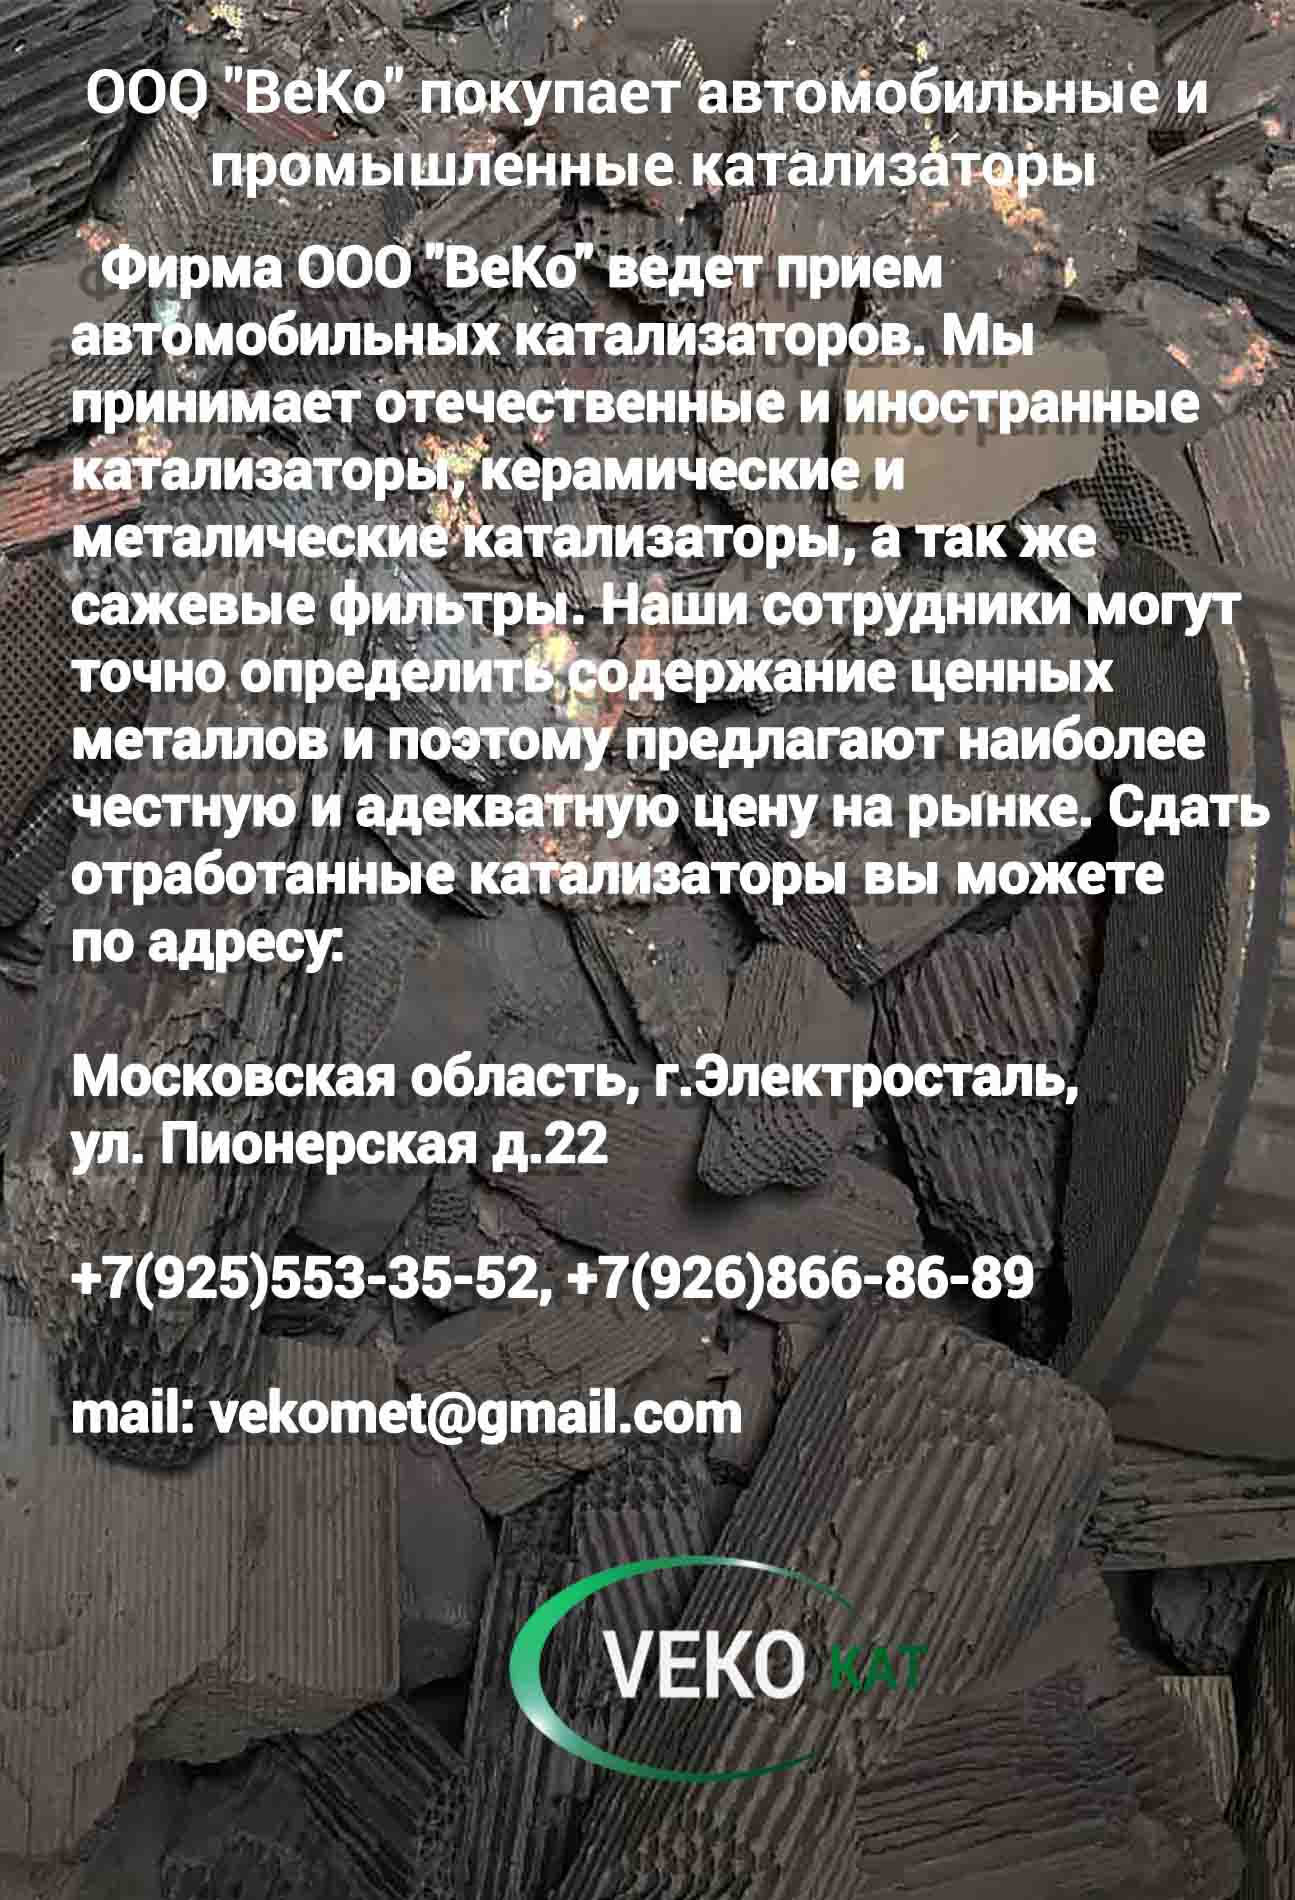 ООО "ВеКо" покупает автомобильные и
промышленные катализаторы
Фирма ООО "ВеКо" ведет прием
автомобильных катализаторов. Мы
принимает отечественные и иностранные
катализаторы, керамические и
металические катализаторы, а так же
сажевые фильтры. Наши сотрудники могут
точно определить содержание ценных
металлов и поэтому предлагают наиболее
честную и адекватную цену на рынке. Сдать
отработанные катализаторы вы можете
по адресу:
Московская область, г.Электросталь,
ул. Пионерская д.22
+7(925)553-35-52, +7(926)866-86-89
mail: vekomet@gmail.com
VEKO КАТ